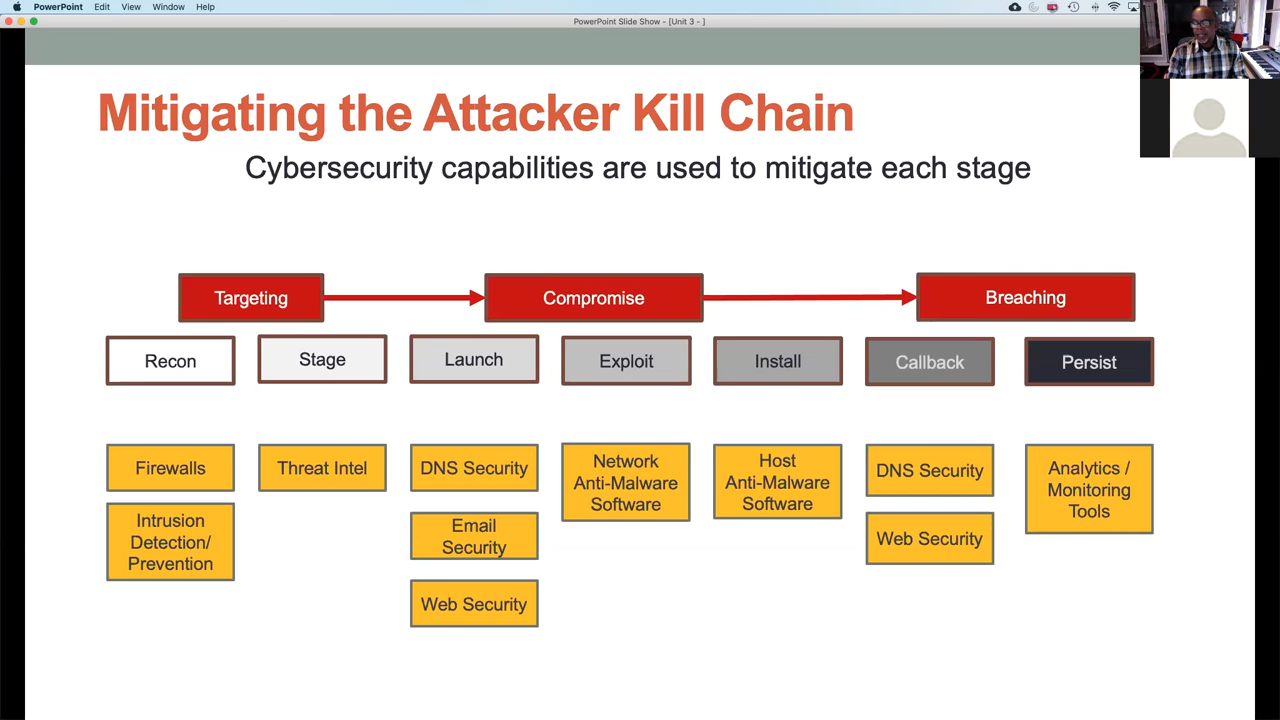 PowerPoint Edit View Window Help
PowerPoint Slide Show - [Unit 3 - ]
Mitigating the Attacker Kill Chain
Cybersecurity capabilities are used to mitigate each stage
Targeting
Compromise
Breaching
Recon
Stage
Launch
Exploit
Install
Callback
Persist
Firewalls
Intrusion
Detection/
Prevention
Threat Intel
DNS Security
Email
Security
Web Security
Network
Anti-Malware
Software
Host
Anti-Malware
Software
DNS Security
Web Security
Analytics /
Monitoring
Tools